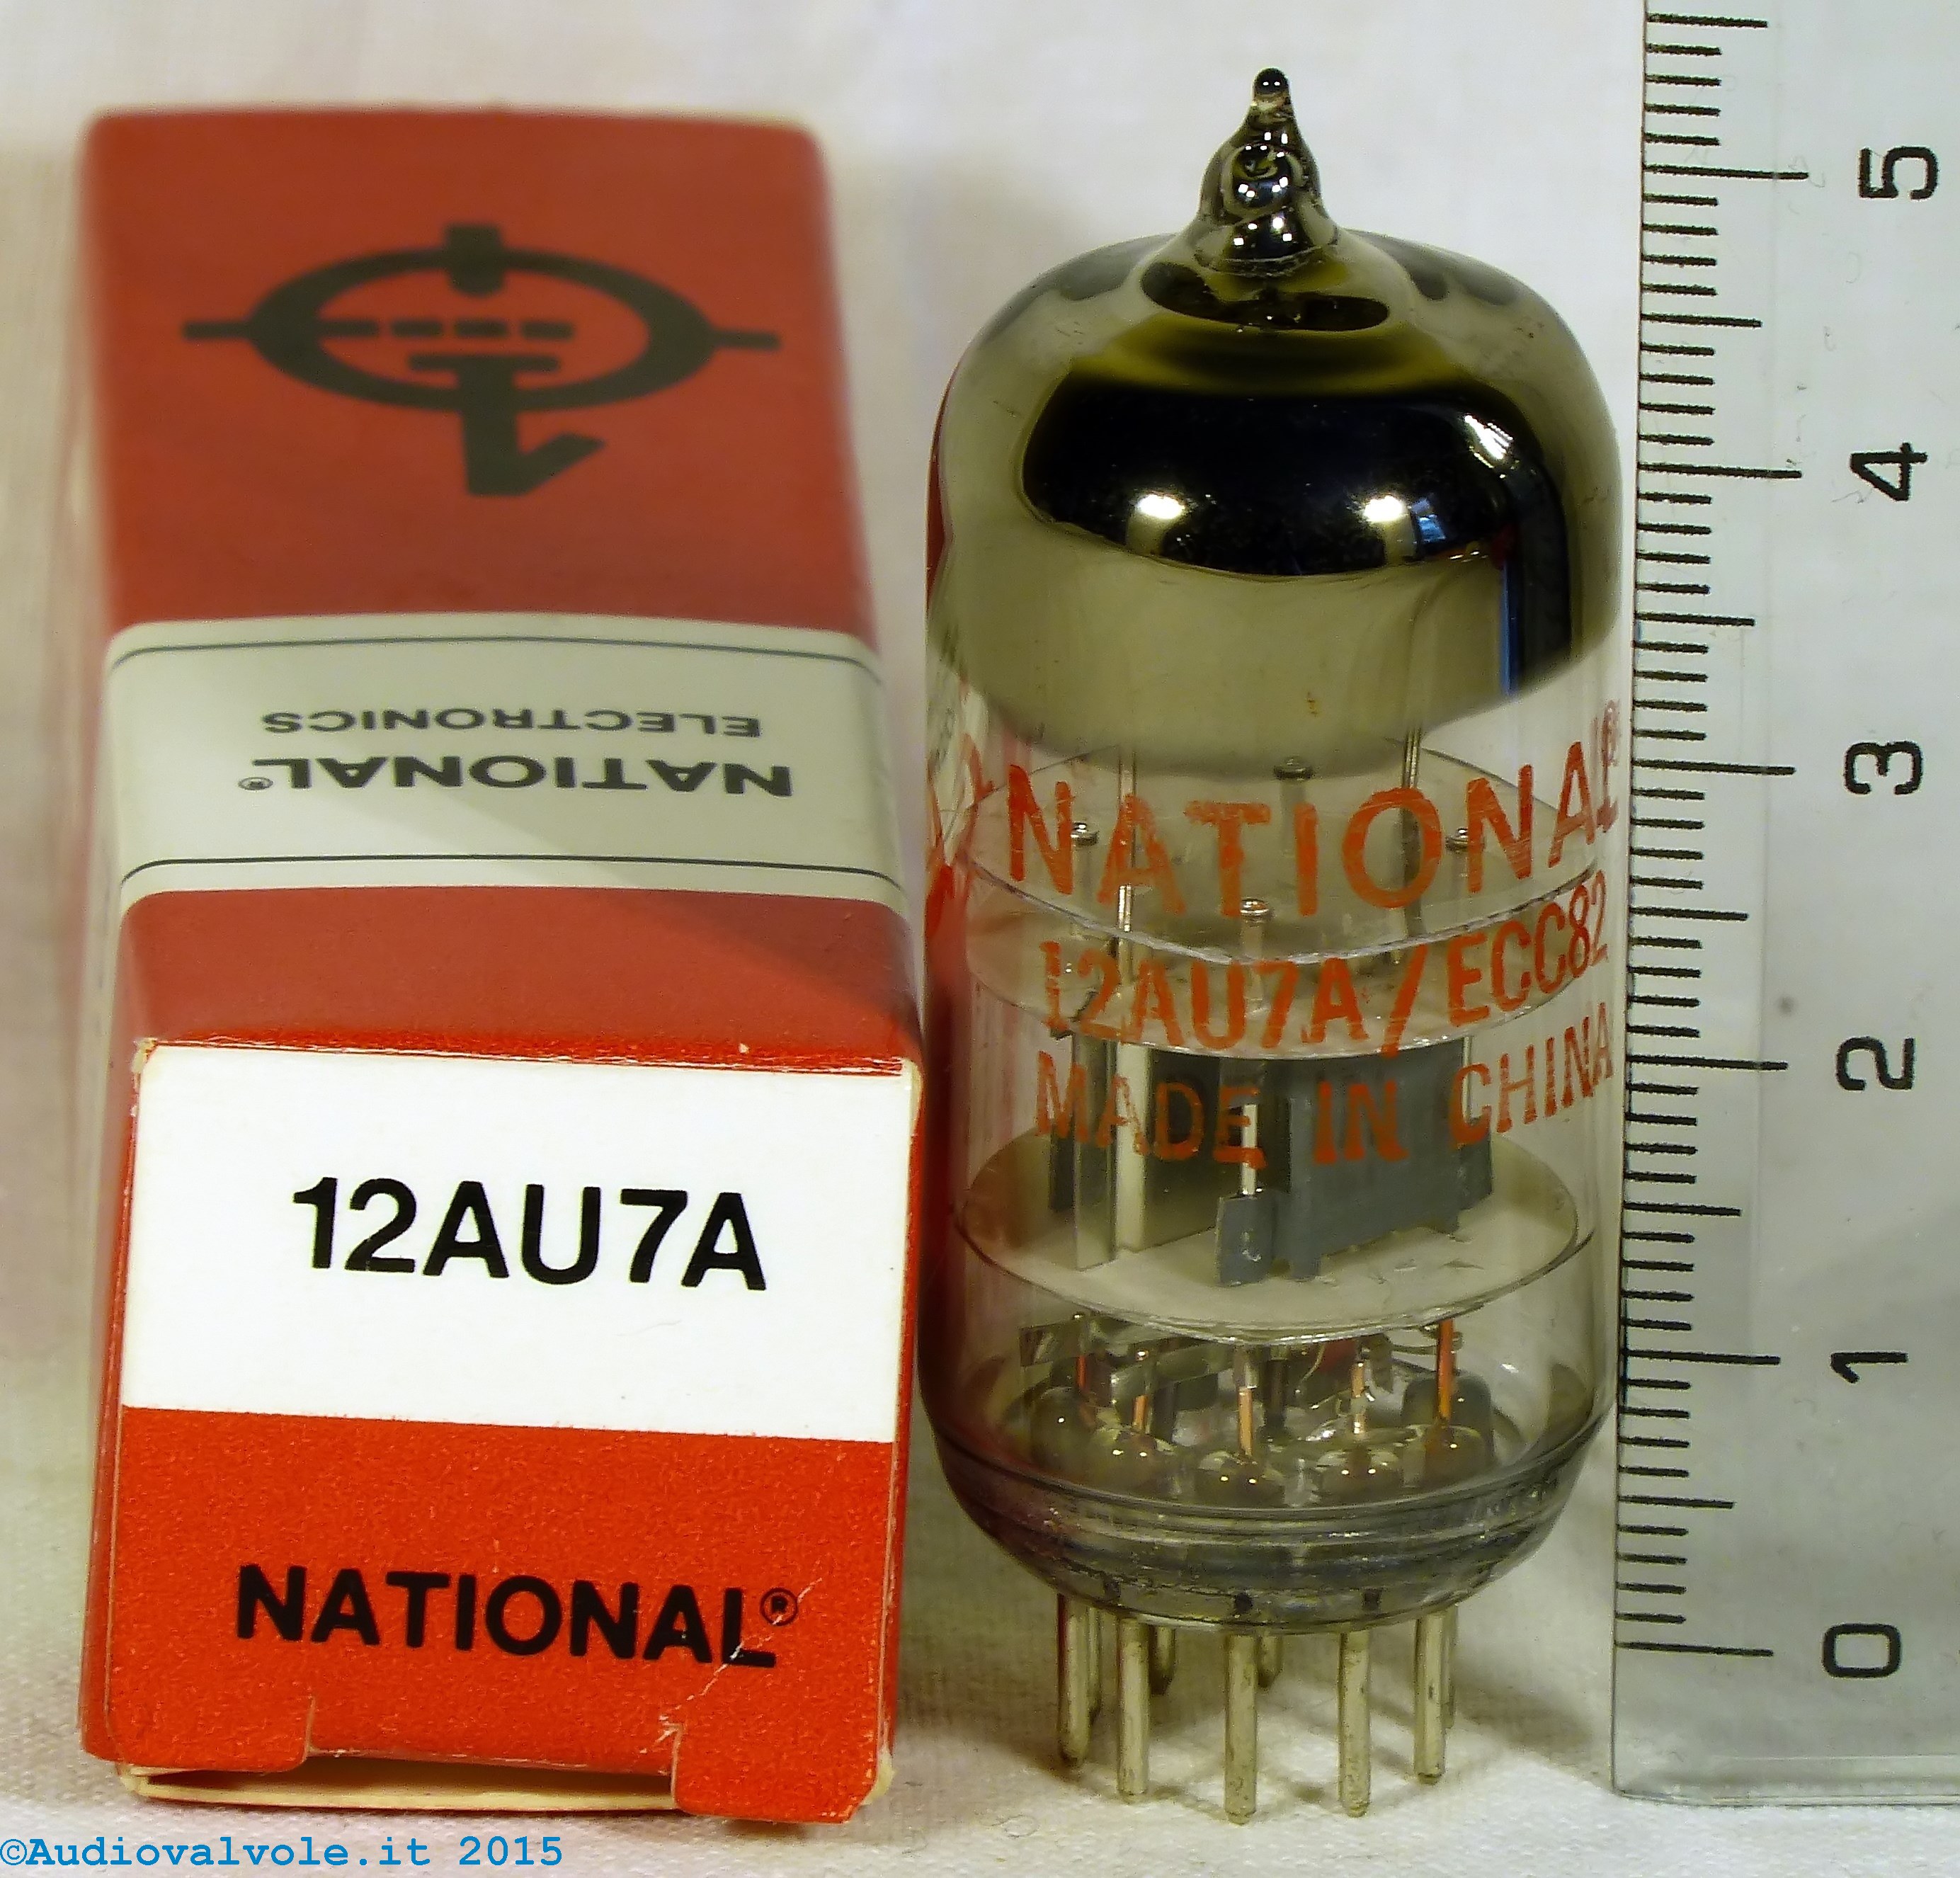 NATIONAL®
ELECTRONICS
12AU7A
NATIONAL®
NATIONAL®
12AU7A/ECC82
MADE IN CHINA
5
4
3
2
1
0
©Audiovalvole.it 2015